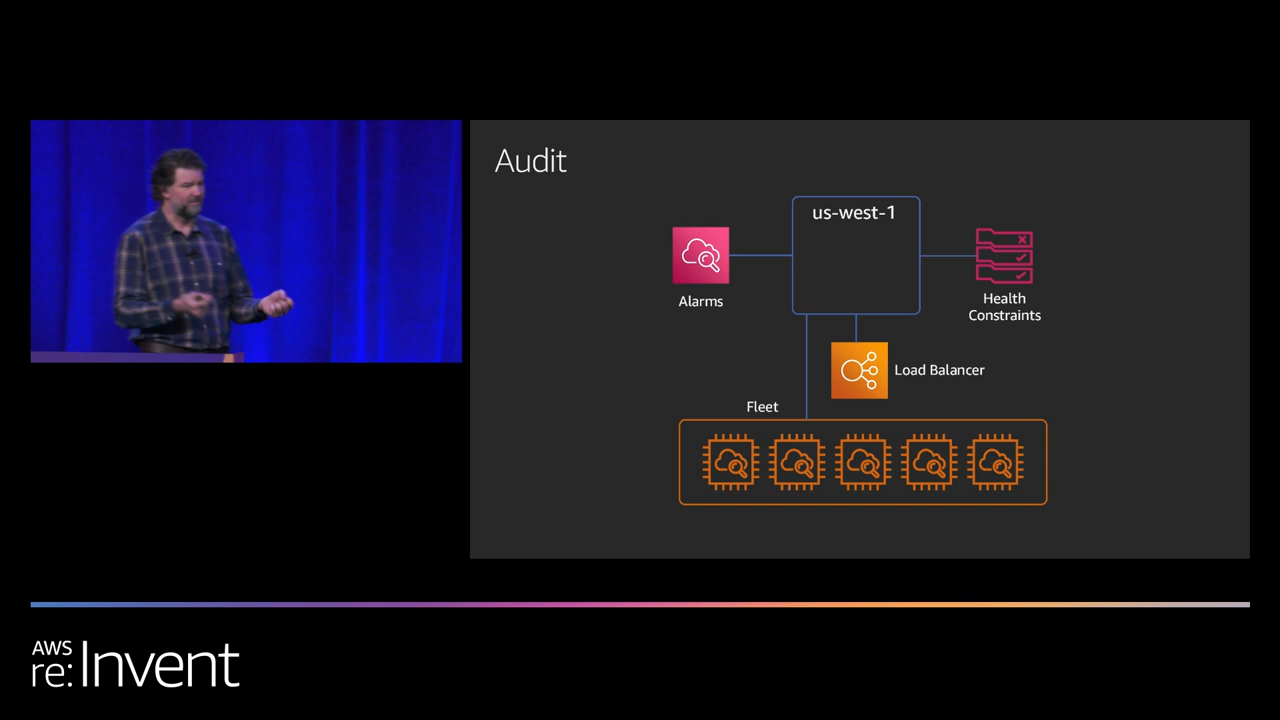 Audit
us-west-1
Alarms
Health
Constraints
Load Balancer
Fleet
AWS
re:Invent